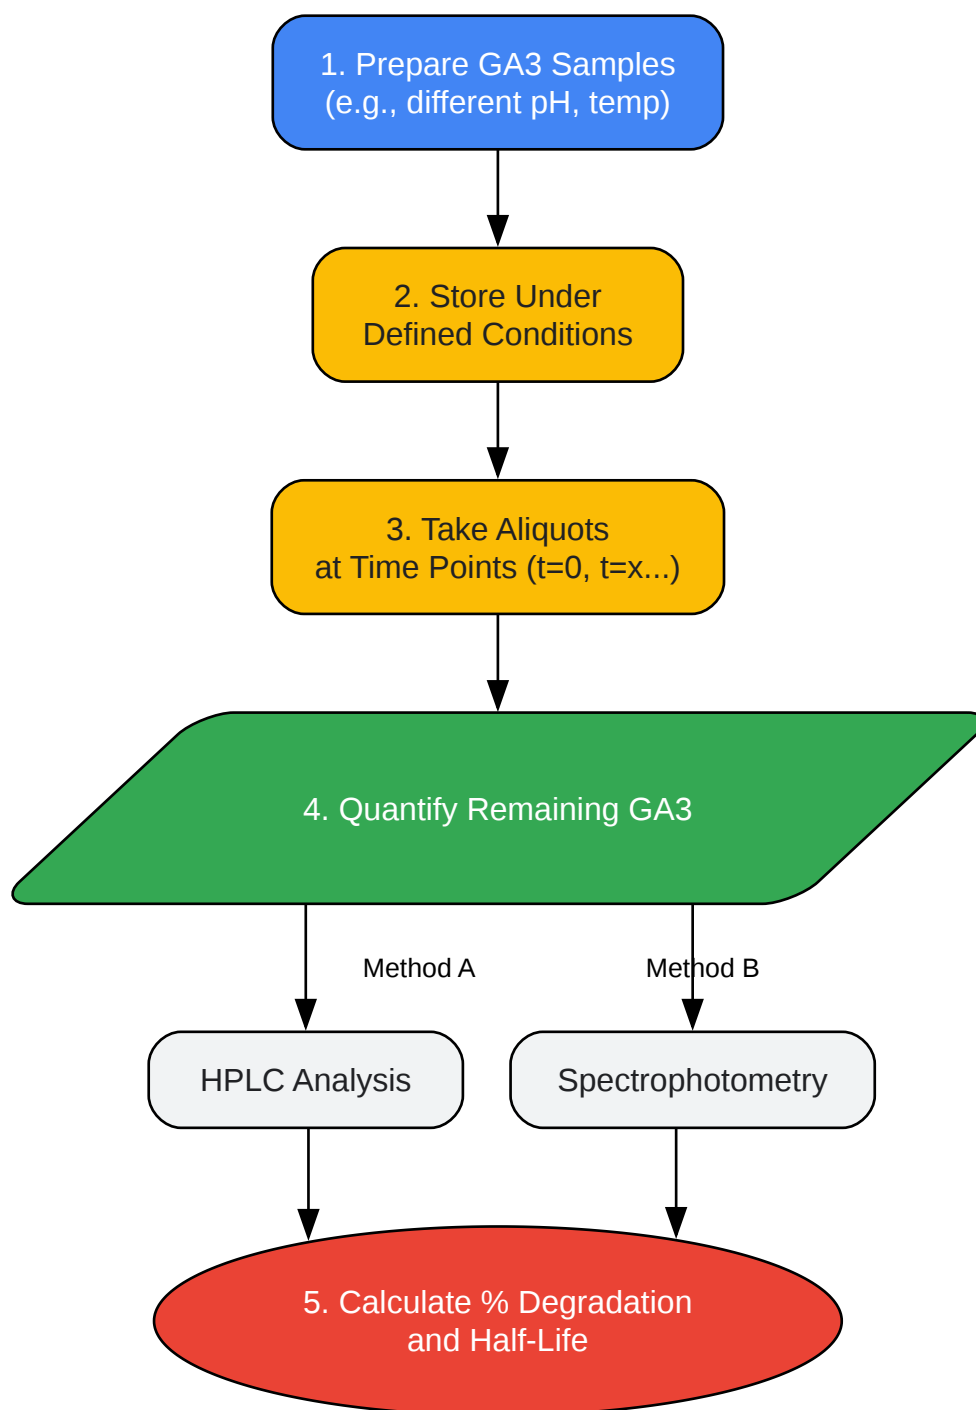 1. Prepare GA3 Samples
(e.g., different pH, temp)
2. Store Under
Defined Conditions
3. Take Aliquots
at Time Points (t=0, t=x...)
4. Quantify Remaining GA3
Method A
Method B
HPLC Analysis
Spectrophotometry
5. Calculate % Degradation
and Half-Life